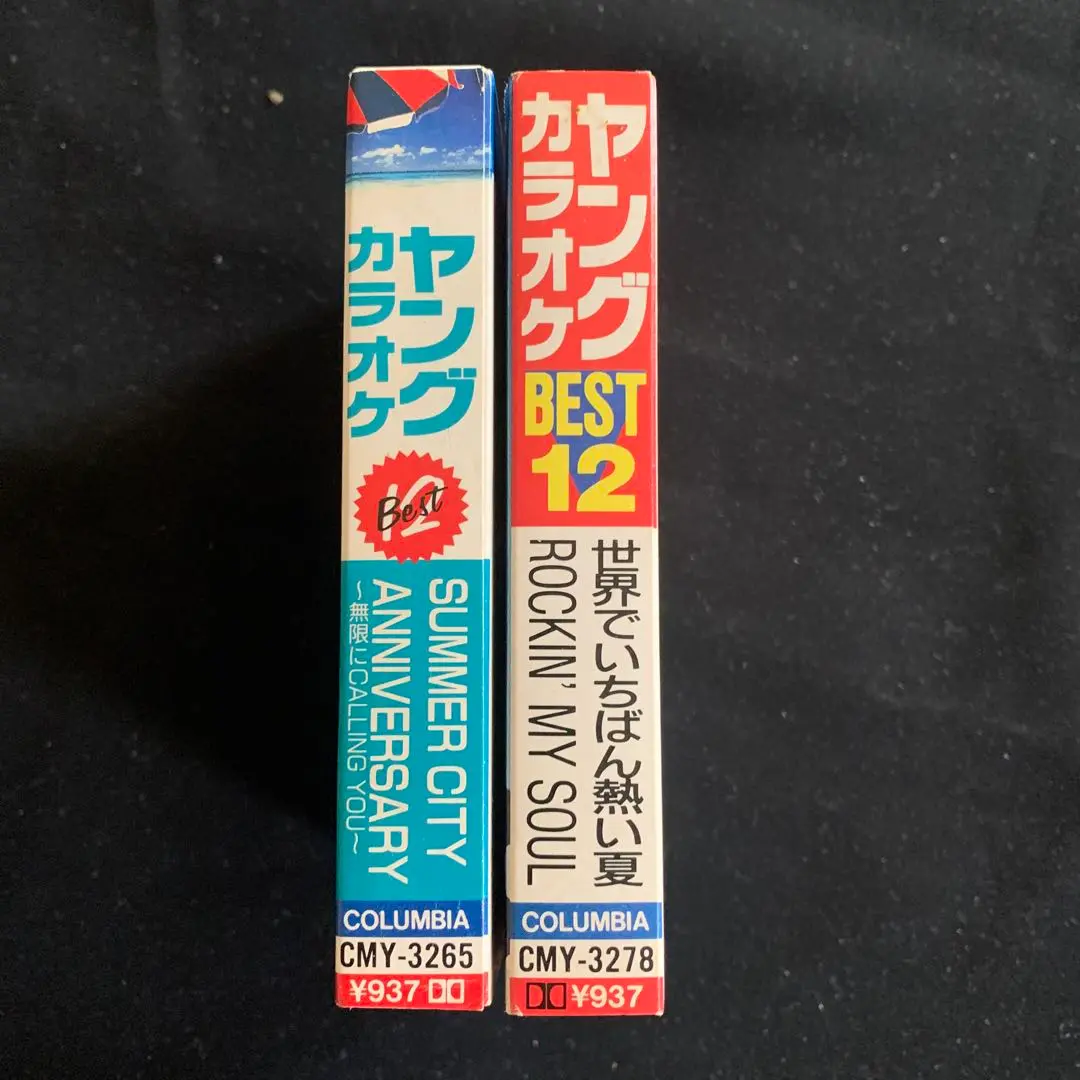 ヤング
カラオケ
Best
12
SUMMER CITY
ANNIVERSARY
〜無限にCALLING YOU〜
COLUMBIA
CMY-3265
¥937
ヤング
カラオケ
BEST
12
世界でいちばん熱い夏
ROCKIN' MY SOUL
COLUMBIA
CMY-3278
¥937